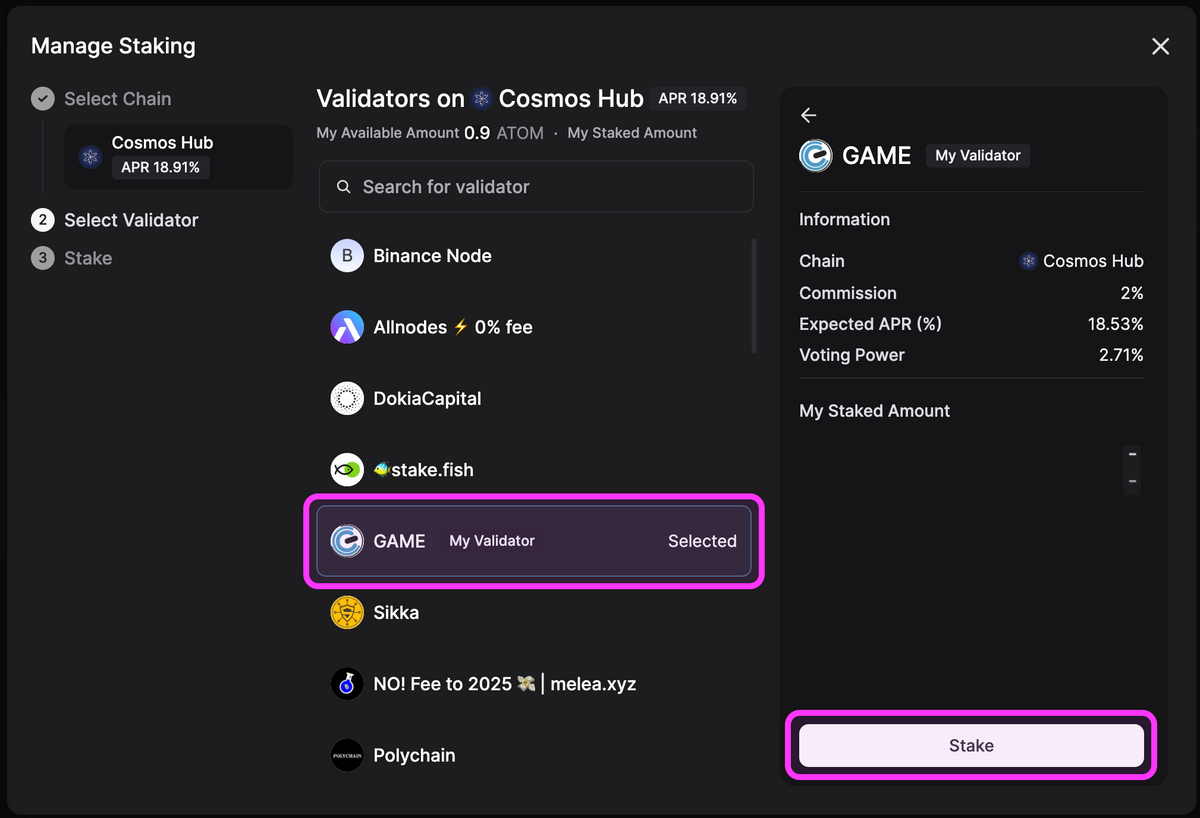 Manage Staking
Select Chain
Cosmos Hub
APR 18.91%
2 Select Validator
3 Stake
Validators on Cosmos Hub APR 18.91%
My Available Amount 0.9 ATOM · My Staked Amount
Search for validator
B Binance Node
Allnodes ⚡ 0% fee
DokiaCapital
🐠stake.fish
GAME My Validator Selected
Sikka
NO! Fee to 2025 💸 | melea.xyz
POLYCHAIN Polychain
GAME My Validator
Information
Chain Cosmos Hub
Commission 2%
Expected APR (%) 18.53%
Voting Power 2.71%
My Staked Amount
-
-
Stake